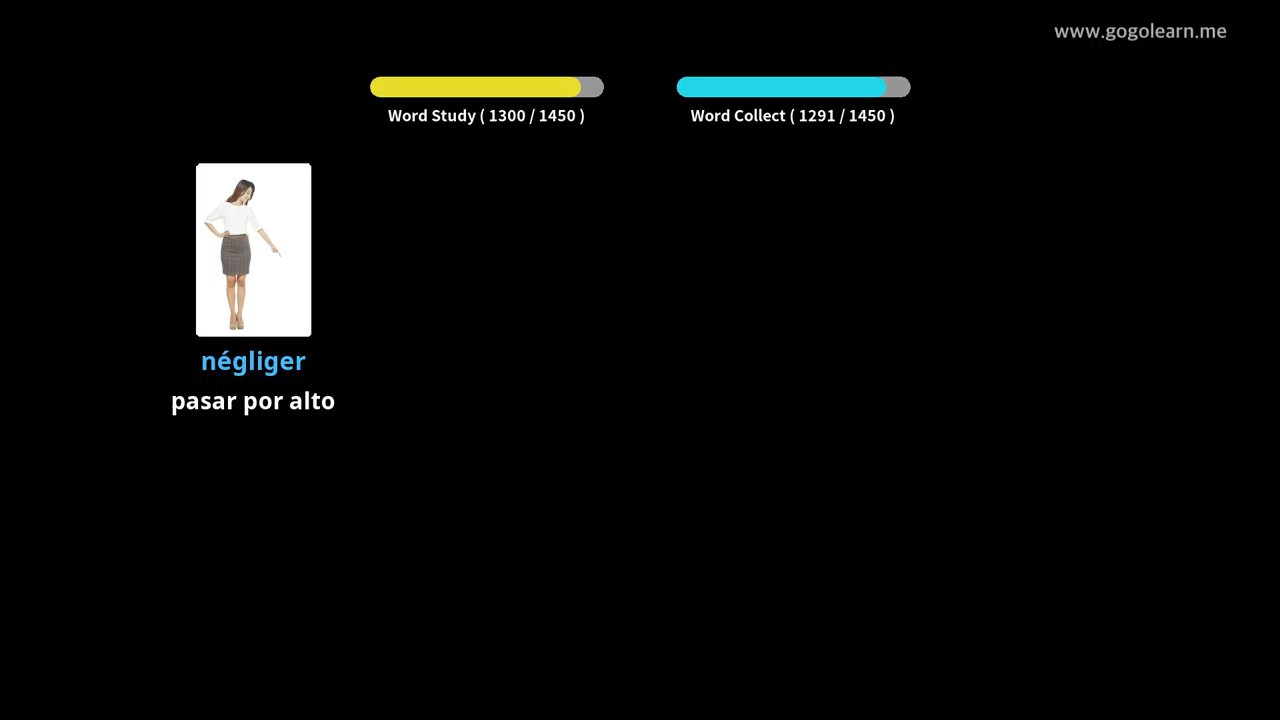 www.gogolearn.me
Word Study ( 1300 / 1450 )
Word Collect ( 1291 / 1450 )
négliger
pasar por alto